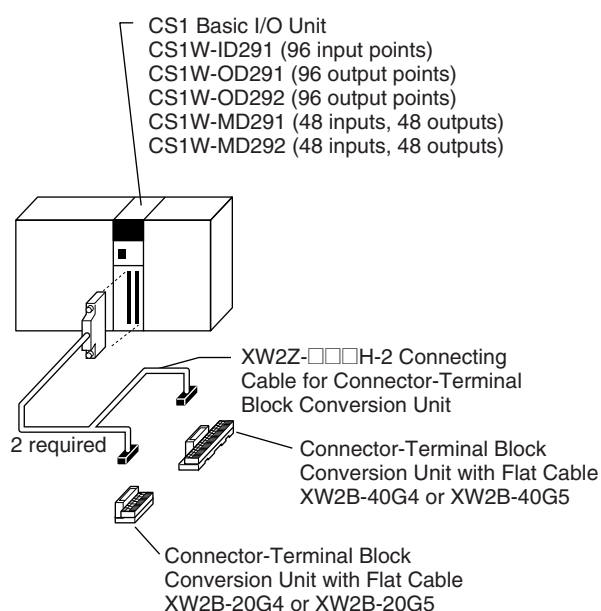 CS1 Basic I/O Unit
CS1W-ID291 (96 input points)
CS1W-OD291 (96 output points)
CS1W-OD292 (96 output points)
CS1W-MD291 (48 inputs, 48 outputs)
CS1W-MD292 (48 inputs, 48 outputs)
XW2Z-□□□H-2 Connecting
Cable for Connector-Terminal
Block Conversion Unit
2 required
Connector-Terminal Block
Conversion Unit with Flat Cable
XW2B-40G4 or XW2B-40G5
Connector-Terminal Block
Conversion Unit with Flat Cable
XW2B-20G4 or XW2B-20G5